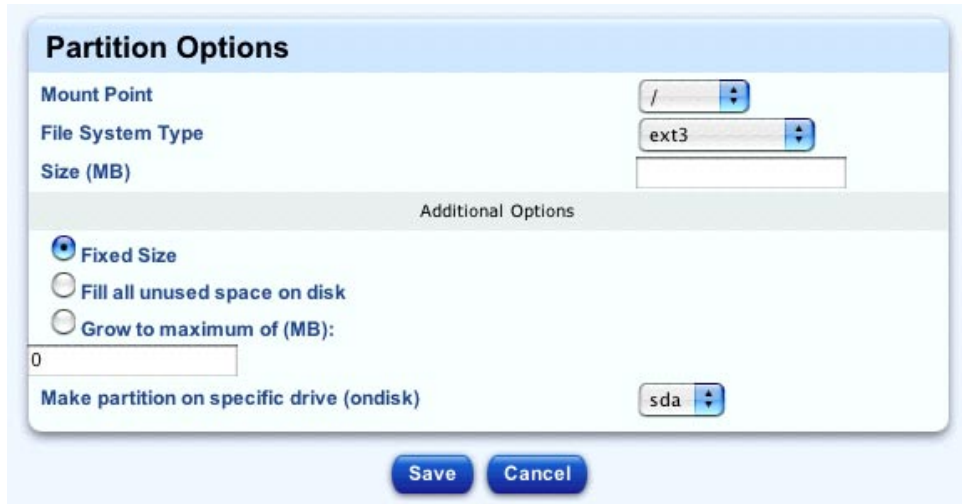 Partition Options
Mount Point /
File System Type ext3
Size (MB)
Additional Options
Fixed Size
Fill all unused space on disk
Grow to maximum of (MB):
0
Make partition on specific drive (ondisk) sda
Save Cancel